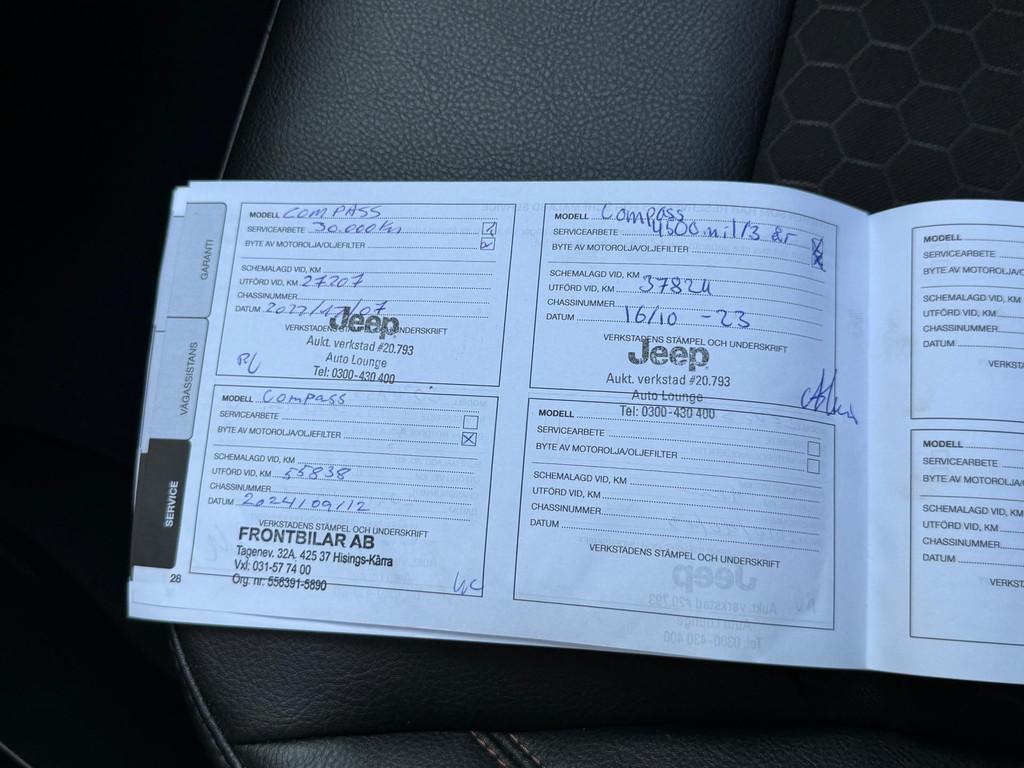 GARANTI
VÄGASSISTANS
SERVICE
28
MODELL Compass
SERVICEARBETE 30.000km
BYTE AV MOTOROLJA/OLJEFILTER
SCHEMALAGD VID, KM
UTFÖRD VID, KM 27207
CHASSINUMMER
DATUM
VERKSTADENS STÄMPEL OCH UNDERSKRIFT
Jeep
Aukt. verkstad #20.793
Auto Lounge
Tel: 0300-430 400
MODELL Compass
SERVICEARBETE 4500 mil/3 år
BYTE AV MOTOROLJA/OLJEFILTER
SCHEMALAGD VID, KM
UTFÖRD VID, KM 37824
CHASSINUMMER
DATUM 16/10 -23
VERKSTADENS STÄMPEL OCH UNDERSKRIFT
Jeep
Aukt. verkstad #20.793
Auto Lounge
Tel: 0300-430 400
MODELL Compass
SERVICEARBETE
BYTE AV MOTOROLJA/OLJEFILTER
SCHEMALAGD VID, KM
UTFÖRD VID, KM 55838
CHASSINUMMER
DATUM 2024/09/12
VERKSTADENS STÄMPEL OCH UNDERSKRIFT
FRONTBILAR AB
Tagenev. 32A. 425 37 Hisings-Kärra
Vxl: 031-57 74 00
Org. nr: 556391-5890
MODELL
SERVICEARBETE
BYTE AV MOTOROLJA/OLJEFILTER
SCHEMALAGD VID, KM
UTFÖRD VID, KM
CHASSINUMMER
DATUM
VERKSTADENS STÄMPEL OCH UNDERSKRIFT
MODELL
SERVICEARBETE
BYTE AV MOTOROLJA/
SCHEMALAGD VID, KM
UTFÖRD VID, KM
CHASSINUMMER
DATUM
MODELL
SERVICEARBETE
BYTE AV MOTOROLJA/
SCHEMALAGD VID, KM
UTFÖRD VID, KM
CHASSINUMMER
DATUM